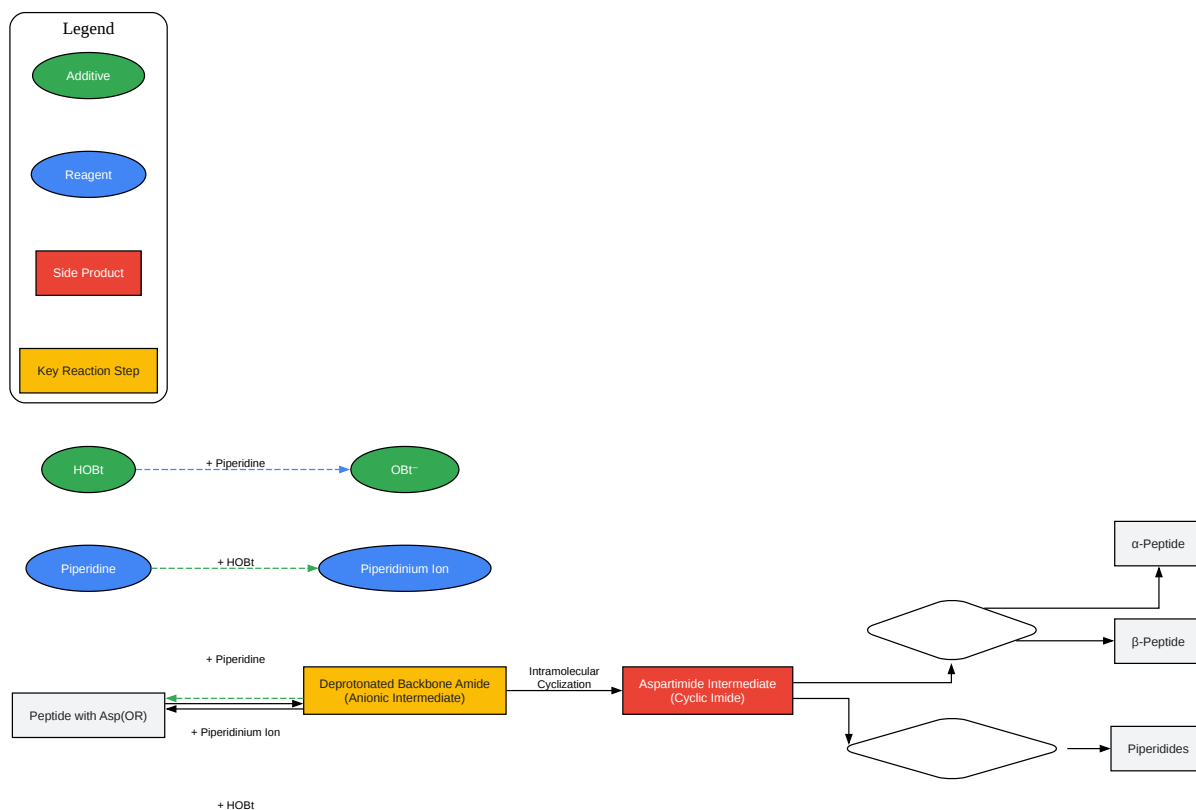 Legend
Additive
Reagent
Side Product
Key Reaction Step
HOBt
+ Piperidine
OBt⁻
Piperidine
+ HOBt
Piperidinium Ion
α-Peptide
β-Peptide
+ Piperidine
Peptide with Asp(OR)
Deprotonated Backbone Amide
(Anionic Intermediate)
Intramolecular
Cyclization
Aspartimide Intermediate
(Cyclic Imide)
+ Piperidinium Ion
Piperidides
+ HOBt